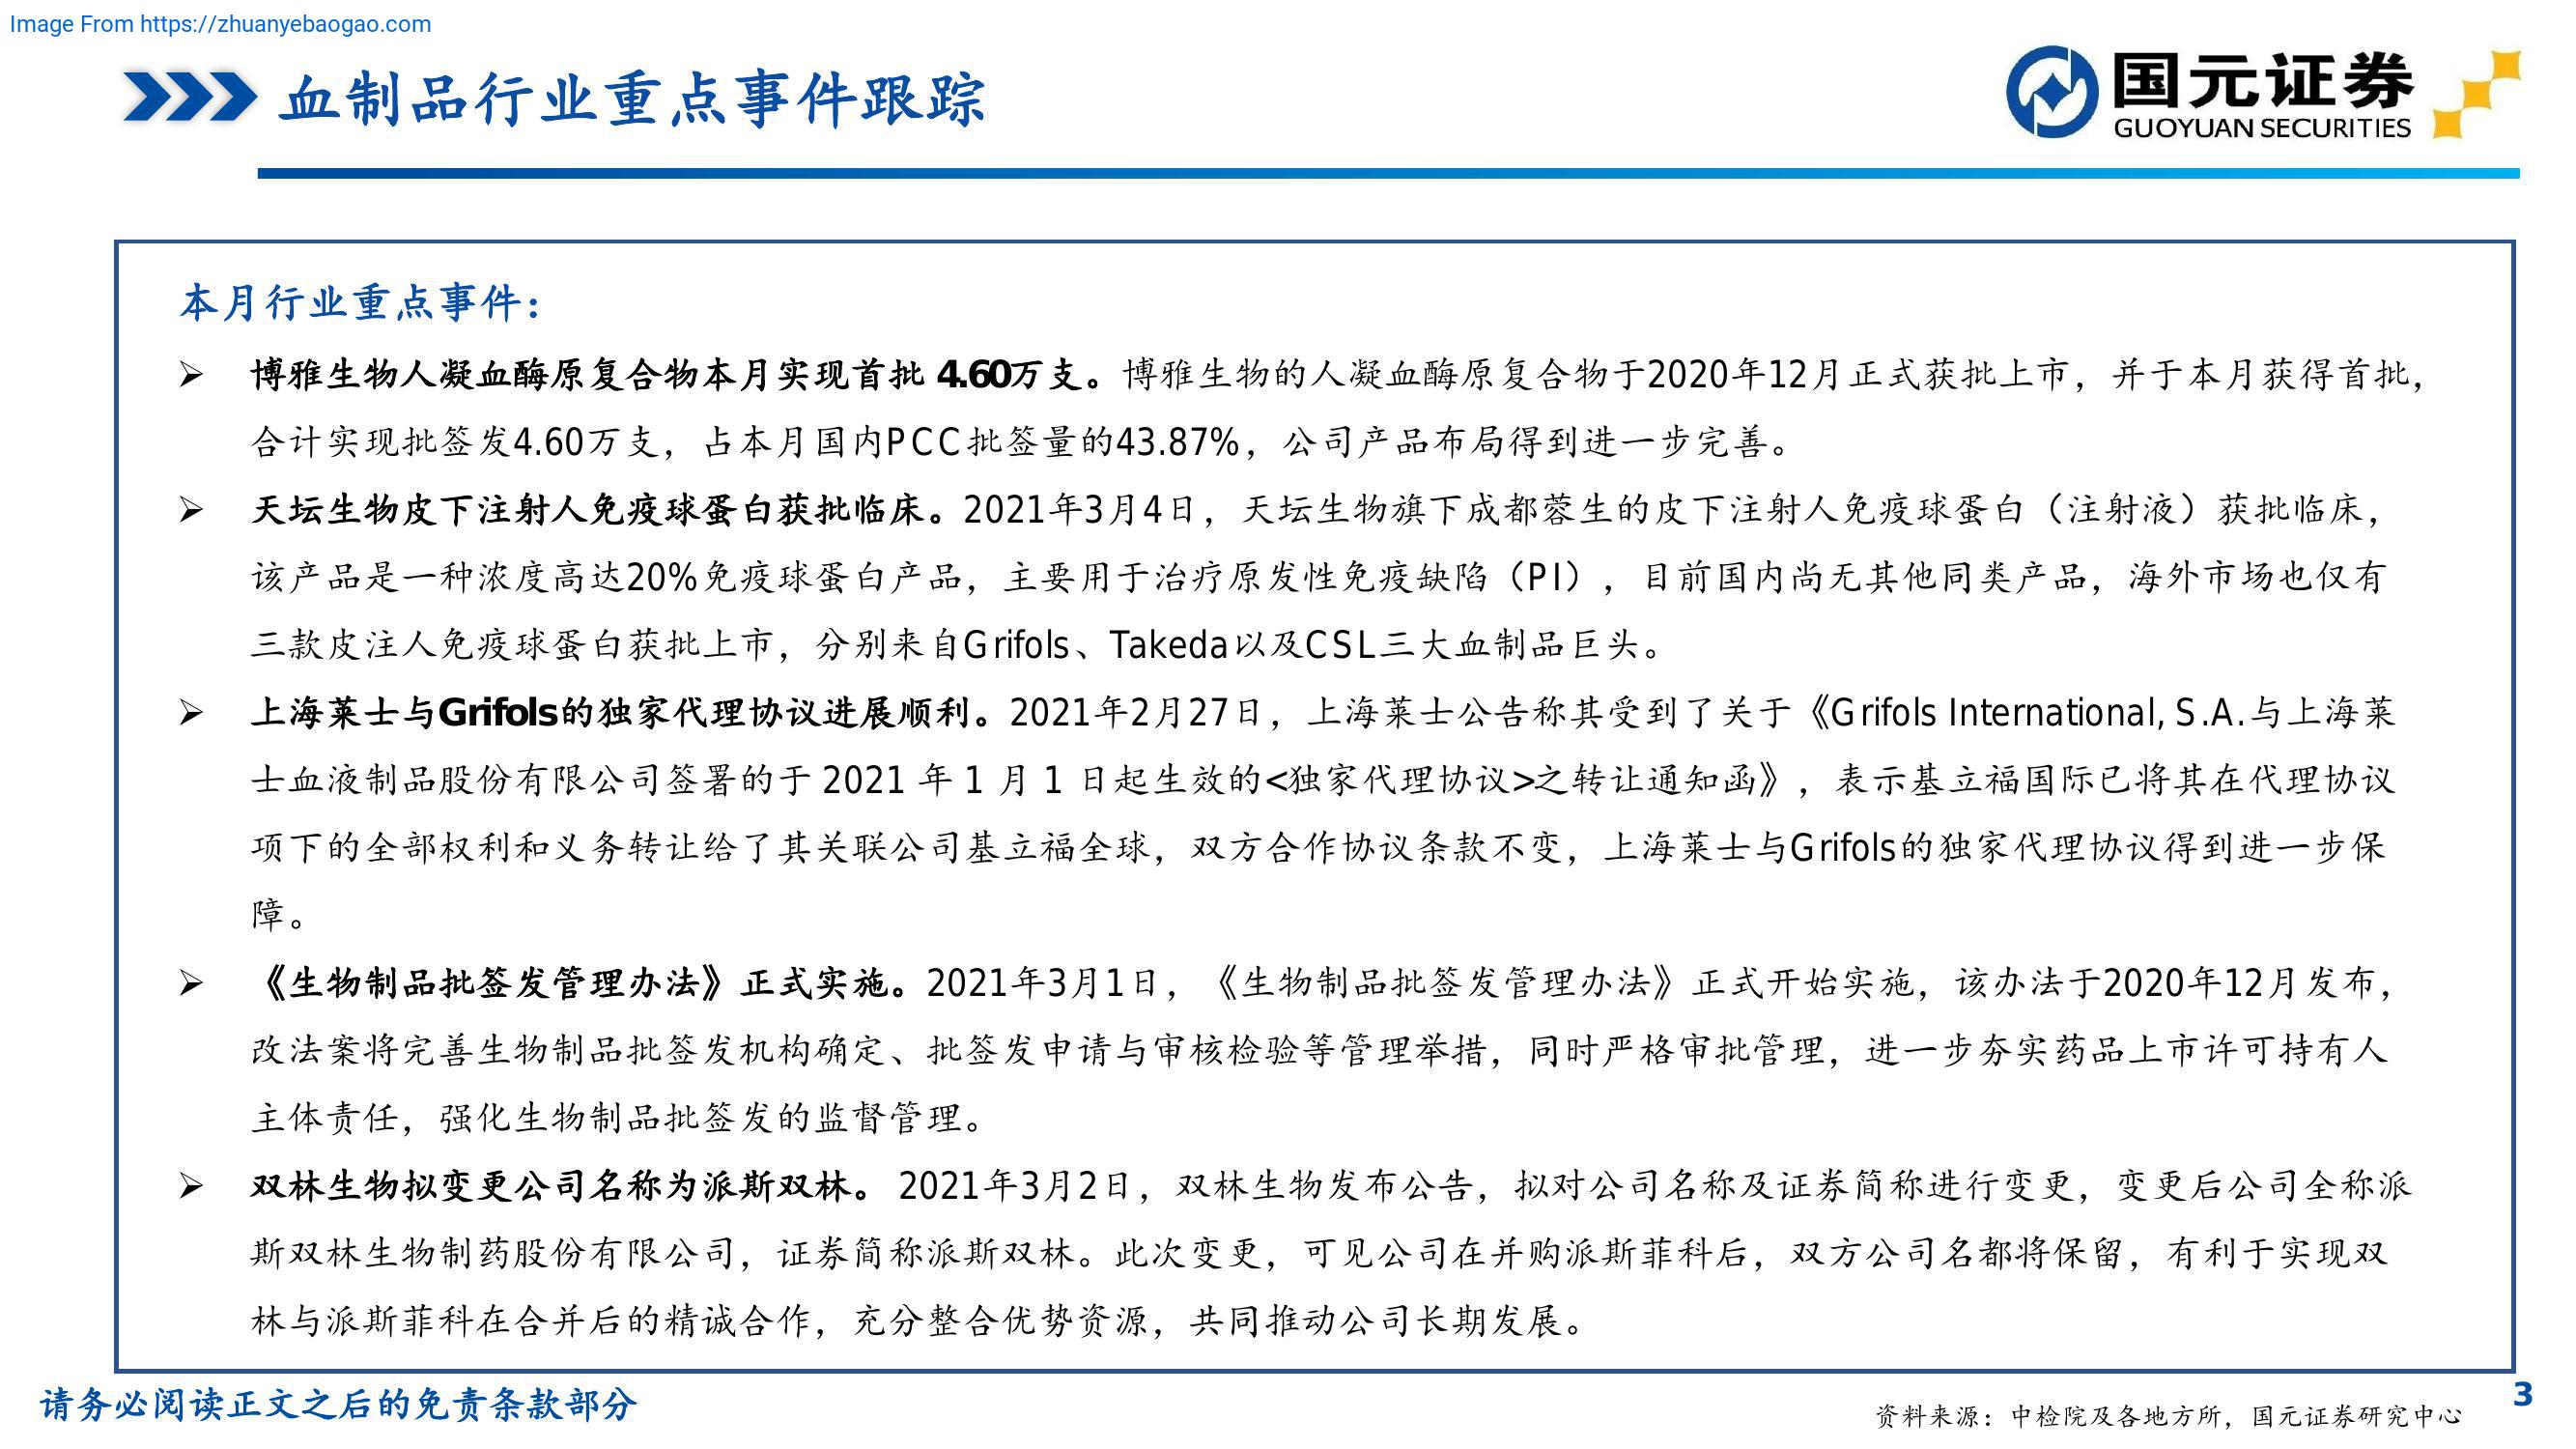 Image From https://zhuanyebaogao.com
血制品行业重点事件跟踪
国元证券
GUOYUAN SECURITIES
本月行业重点事件：
➢ 博雅生物人凝血酶原复合物本月实现首批 4.60万支。博雅生物的人凝血酶原复合物于2020年12月正式获批上市，并于本月获得首批，
合计实现批签发4.60万支，占本月国内PCC批签量的43.87%，公司产品布局得到进一步完善。
➢ 天坛生物皮下注射人免疫球蛋白获批临床。2021年3月4日，天坛生物旗下成都蓉生的皮下注射人免疫球蛋白（注射液）获批临床，
该产品是一种浓度高达20%免疫球蛋白产品，主要用于治疗原发性免疫缺陷（PI），目前国内尚无其他同类产品，海外市场也仅有
三款皮注人免疫球蛋白获批上市，分别来自Grifols、Takeda以及CSL三大血制品巨头。
➢ 上海莱士与Grifols的独家代理协议进展顺利。2021年2月27日，上海莱士公告称其受到了关于《Grifols International, S.A.与上海莱
士血液制品股份有限公司签署的于 2021 年 1 月 1 日起生效的<独家代理协议>之转让通知函》，表示基立福国际已将其在代理协议
项下的全部权利和义务转让给了其关联公司基立福全球，双方合作协议条款不变，上海莱士与Grifols的独家代理协议得到进一步保
障。
➢ 《生物制品批签发管理办法》正式实施。2021年3月1日，《生物制品批签发管理办法》正式开始实施，该办法于2020年12月发布，
改法案将完善生物制品批签发机构确定、批签发申请与审核检验等管理举措，同时严格审批管理，进一步夯实药品上市许可持有人
主体责任，强化生物制品批签发的监督管理。
➢ 双林生物拟变更公司名称为派斯双林。 2021年3月2日，双林生物发布公告，拟对公司名称及证券简称进行变更，变更后公司全称派
斯双林生物制药股份有限公司，证券简称派斯双林。此次变更，可见公司在并购派斯菲科后，双方公司名都将保留，有利于实现双
林与派斯菲科在合并后的精诚合作，充分整合优势资源，共同推动公司长期发展。
请务必阅读正文之后的免责条款部分
资料来源：中检院及各地方所，国元证券研究中心
3